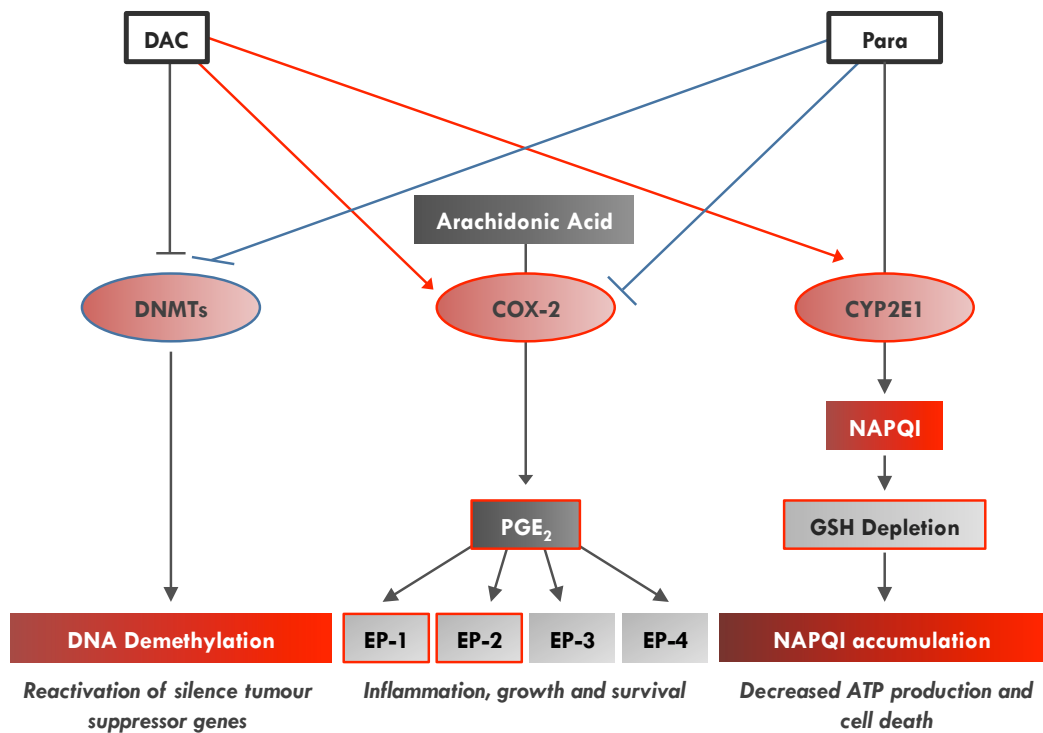 DAC
Para
Arachidonic Acid
DNMTs
COX-2
CYP2E1
NAPQI
PGE₂
GSH Depletion
DNA Demethylation
EP-1
EP-2
EP-3
EP-4
NAPQI accumulation
Reactivation of silence tumour
suppressor genes
Inflammation, growth and survival
Decreased ATP production and
cell death